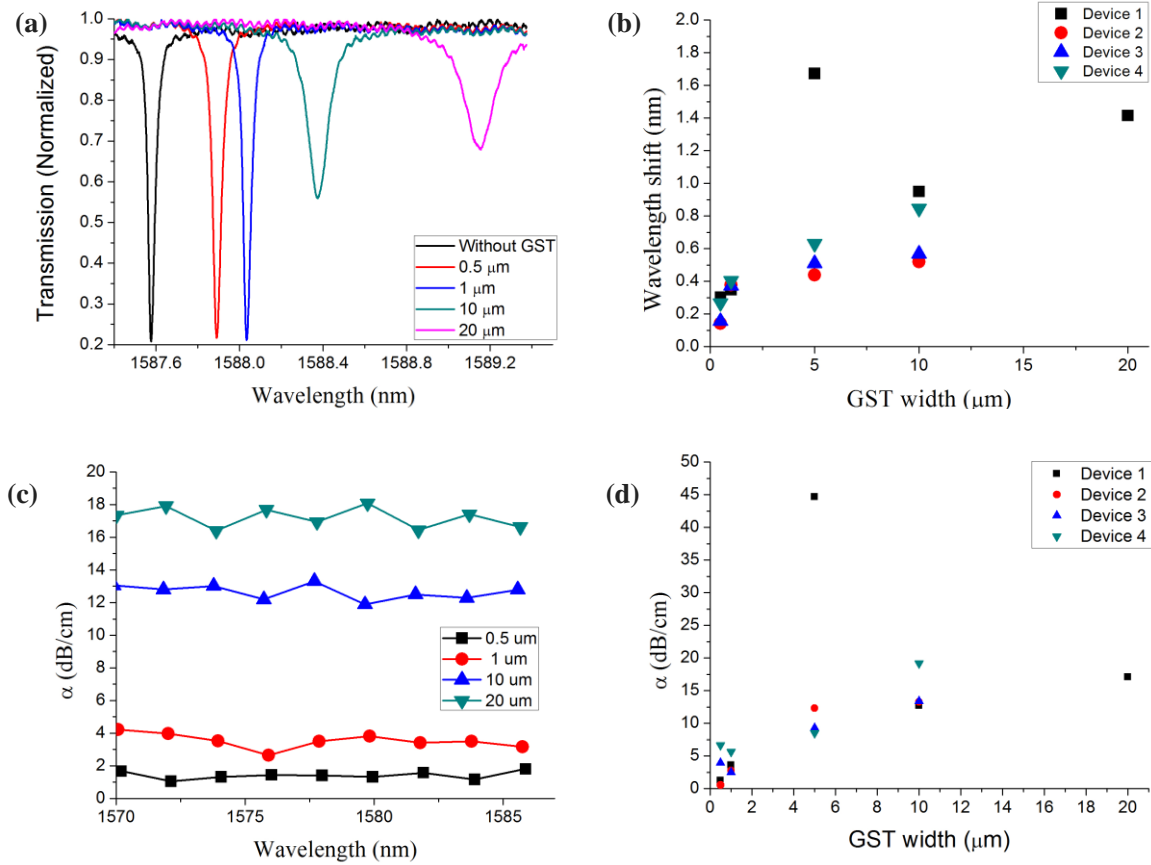 (a)
Transmission (Normalized)
1.0
0.9
0.8
0.7
0.6
0.5
0.4
0.3
0.2
1587.6 1588.0 1588.4 1588.8 1589.2
Wavelength (nm)
Without GST
0.5 μm
1 μm
10 μm
20 μm
(b)
Wavelength shift (nm)
2.0
1.8
1.6
1.4
1.2
1.0
0.8
0.6
0.4
0.2
0.0
0 5 10 15 20
GST width (μm)
Device 1
Device 2
Device 3
Device 4
(c)
α (dB/cm)
20
18
16
14
12
10
8
6
4
2
0
1570 1575 1580 1585
Wavelength (nm)
0.5 um
1 um
10 um
20 um
(d)
α (dB/cm)
50
45
40
35
30
25
20
15
10
5
0
0 2 4 6 8 10 12 14 16 18 20
GST width (μm)
Device 1
Device 2
Device 3
Device 4